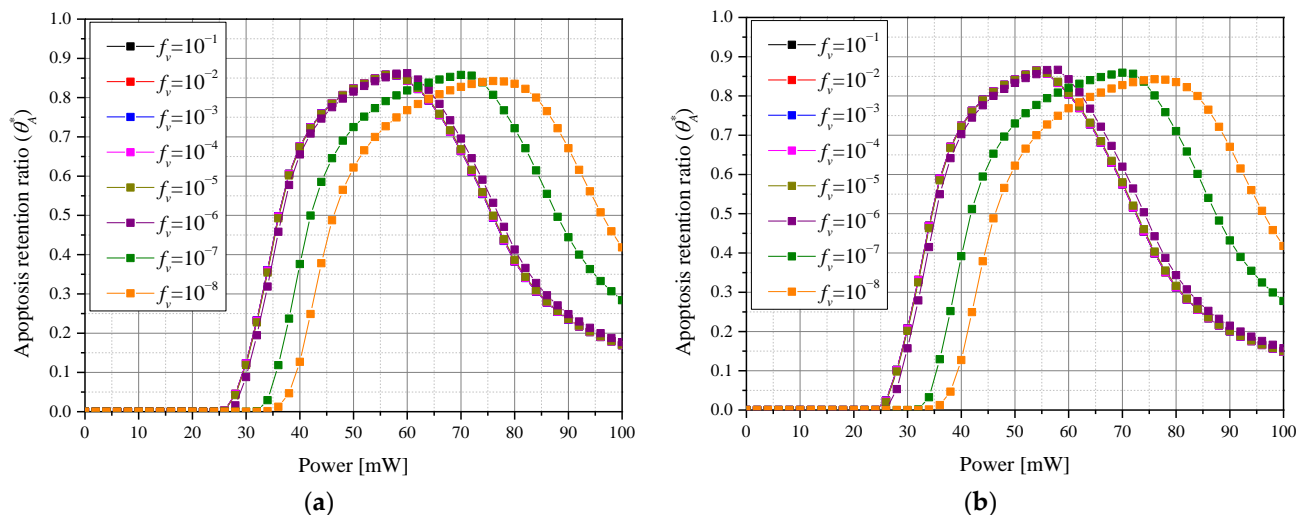 1.0
0.9
0.8
0.7
0.6
0.5
0.4
0.3
0.2
0.1
0.0
Apoptosis retention ratio (θ*A)
fv=10−1
fv=10−2
fv=10−3
fv=10−4
fv=10−5
fv=10−6
fv=10−7
fv=10−8
0 10 20 30 40 50 60 70 80 90 100
Power [mW]
(a)
1.0
0.9
0.8
0.7
0.6
0.5
0.4
0.3
0.2
0.1
0.0
Apoptosis retention ratio (θ*A)
fv=10−1
fv=10−2
fv=10−3
fv=10−4
fv=10−5
fv=10−6
fv=10−7
fv=10−8
0 10 20 30 40 50 60 70 80 90 100
Power [mW]
(b)